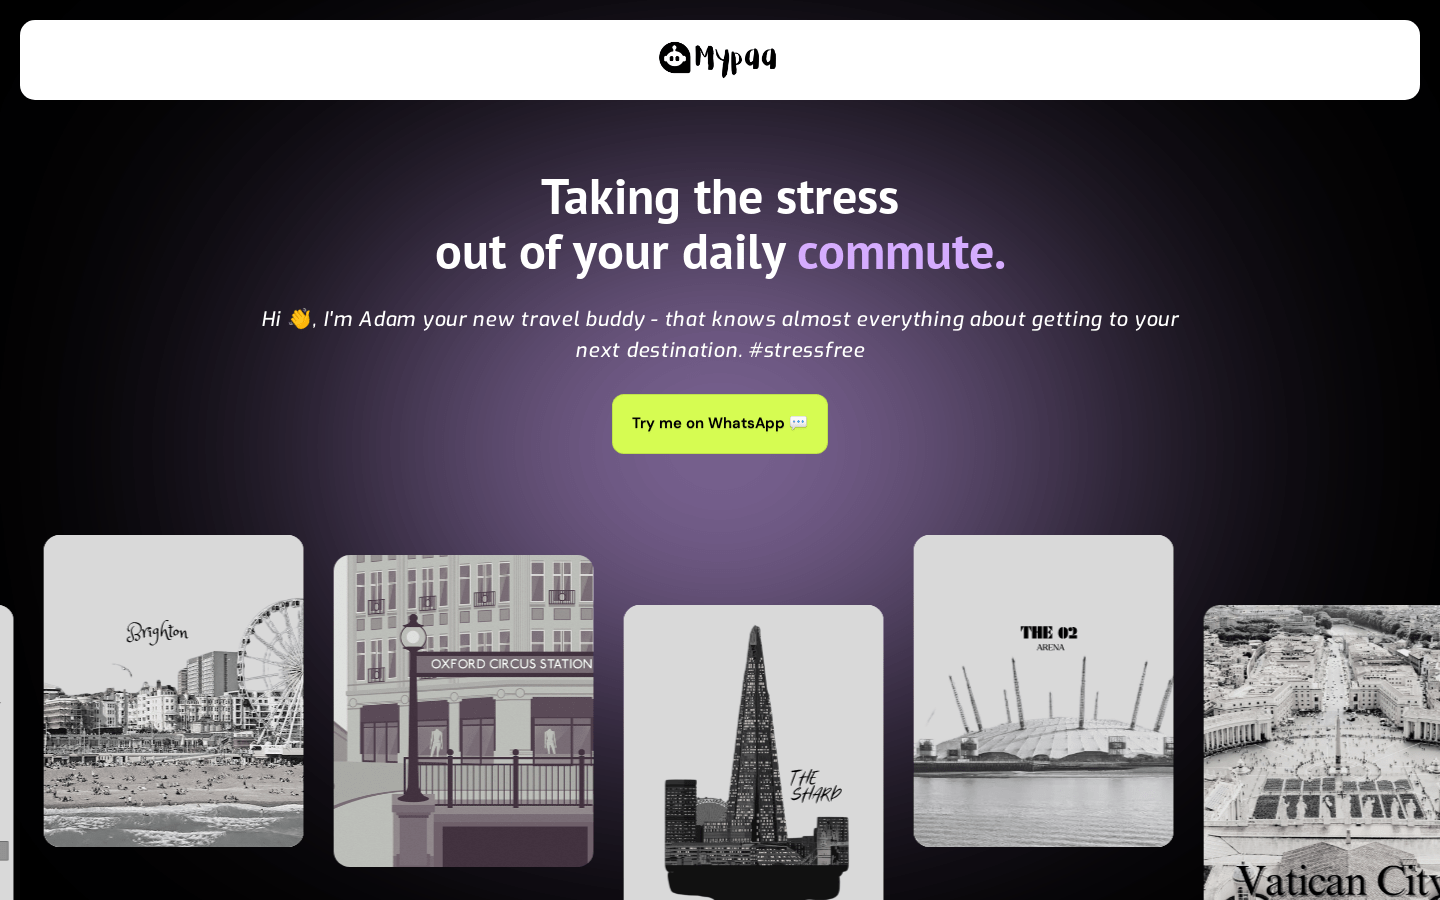 Mypaa
Taking the stress
out of your daily commute.
Hi 👋, I'm Adam your new travel buddy - that knows almost everything about getting to your
next destination. #stressfree
Try me on WhatsApp 💬
Brighton
OXFORD CIRCUS STATION
THE
SHARD
THE O2
ARENA
Vatican City